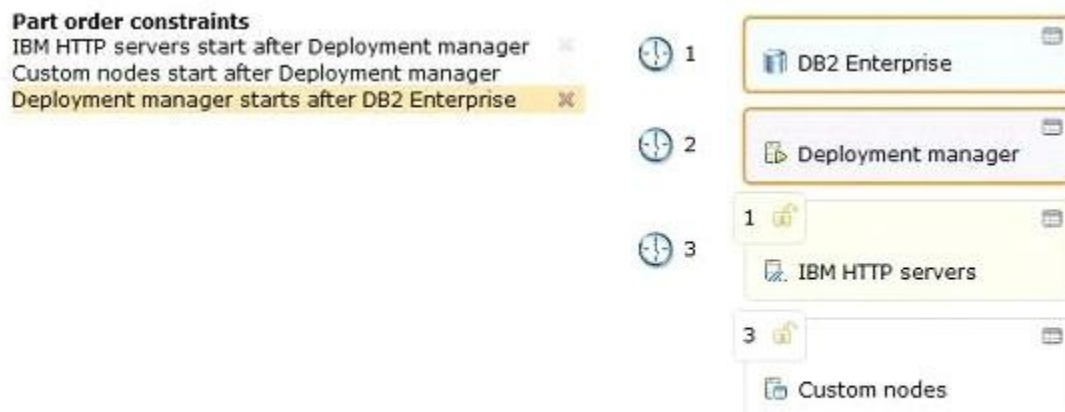 Part order constraints
IBM HTTP servers start after Deployment manager
Custom nodes start after Deployment manager
Deployment manager starts after DB2 Enterprise
1
DB2 Enterprise
2
Deployment manager
1
3
IBM HTTP servers
3
Custom nodes